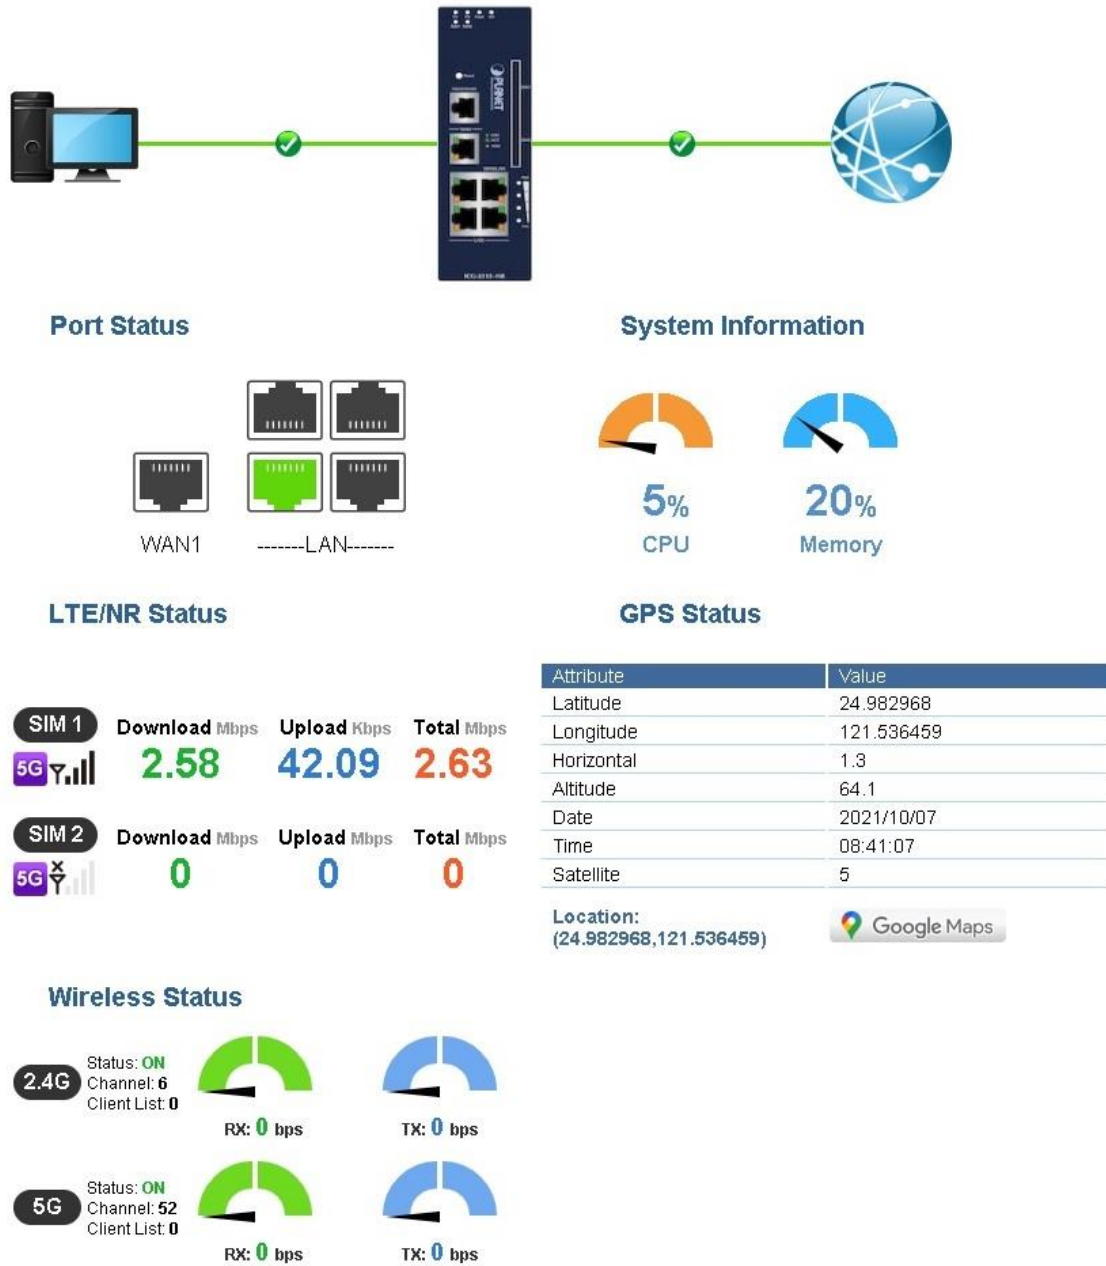 PLANET
Port Status
System Information
WAN1
-------LAN-------
5%
CPU
20%
Memory
LTE/NR Status
SIM 1
5G
Download Mbps
2.58
Upload Kbps
42.09
Total Mbps
2.63
SIM 2
5G
Download Mbps
0
Upload Mbps
0
Total Mbps
0
GPS Status
Attribute Value
Latitude 24.982968
Longitude 121.536459
Horizontal 1.3
Altitude 64.1
Date 2021/10/07
Time 08:41:07
Satellite 5
Location:
(24.982968,121.536459)
Google Maps
Wireless Status
2.4G
Status: ON
Channel: 6
Client List: 0
RX: 0 bps
TX: 0 bps
5G
Status: ON
Channel: 52
Client List: 0
RX: 0 bps
TX: 0 bps